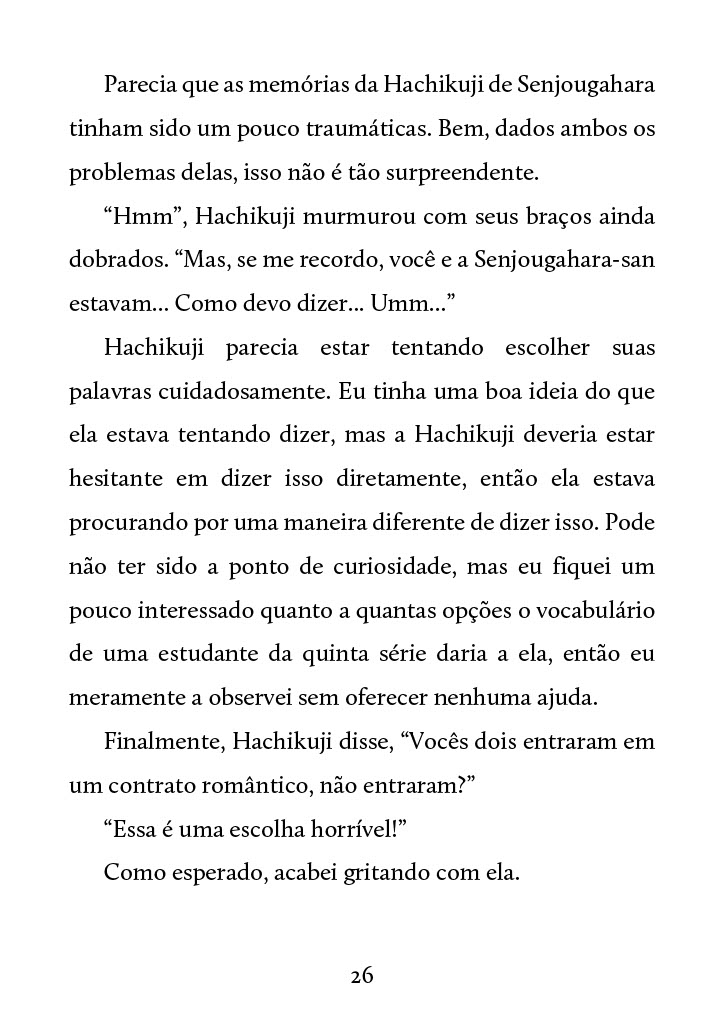 Parecia que as memórias da Hachikuji de Senjougahara
tinham sido um pouco traumáticas. Bem, dados ambos os
problemas delas, isso não é tão surpreendente.
“Hmm”, Hachikuji murmurou com seus braços ainda
dobrados. “Mas, se me recordo, você e a Senjougahara-san
estavam... Como devo dizer... Umm...”
Hachikuji parecia estar tentando escolher suas
palavras cuidadosamente. Eu tinha uma boa ideia do que
ela estava tentando dizer, mas a Hachikuji deveria estar
hesitante em dizer isso diretamente, então ela estava
procurando por uma maneira diferente de dizer isso. Pode
não ter sido a ponto de curiosidade, mas eu fiquei um
pouco interessado quanto a quantas opções o vocabulário
de uma estudante da quinta série daria a ela, então eu
meramente a observei sem oferecer nenhuma ajuda.
Finalmente, Hachikuji disse, “Vocês dois entraram em
um contrato romântico, não entraram?”
“Essa é uma escolha horrível!”
Como esperado, acabei gritando com ela.
26